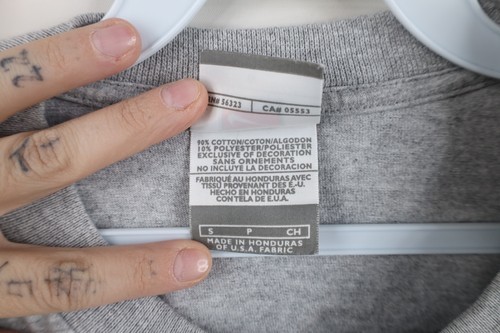 RN# 56323 CA# 05553
90% COTTON/COTON/ALGODON
10% POLYESTER/POLIESTER
EXCLUSIVE OF DECORATION
SANS ORNEMENTS
NO INCLUYE LA DECORACION
FABRIQUÉ AU HONDURAS AVEC
TISSU PROVENANT DES E.-U.
HECHO EN HONDURAS
CON TELA DE E.U.A.
S P CH
MADE IN HONDURAS
OF U.S.A. FABRIC